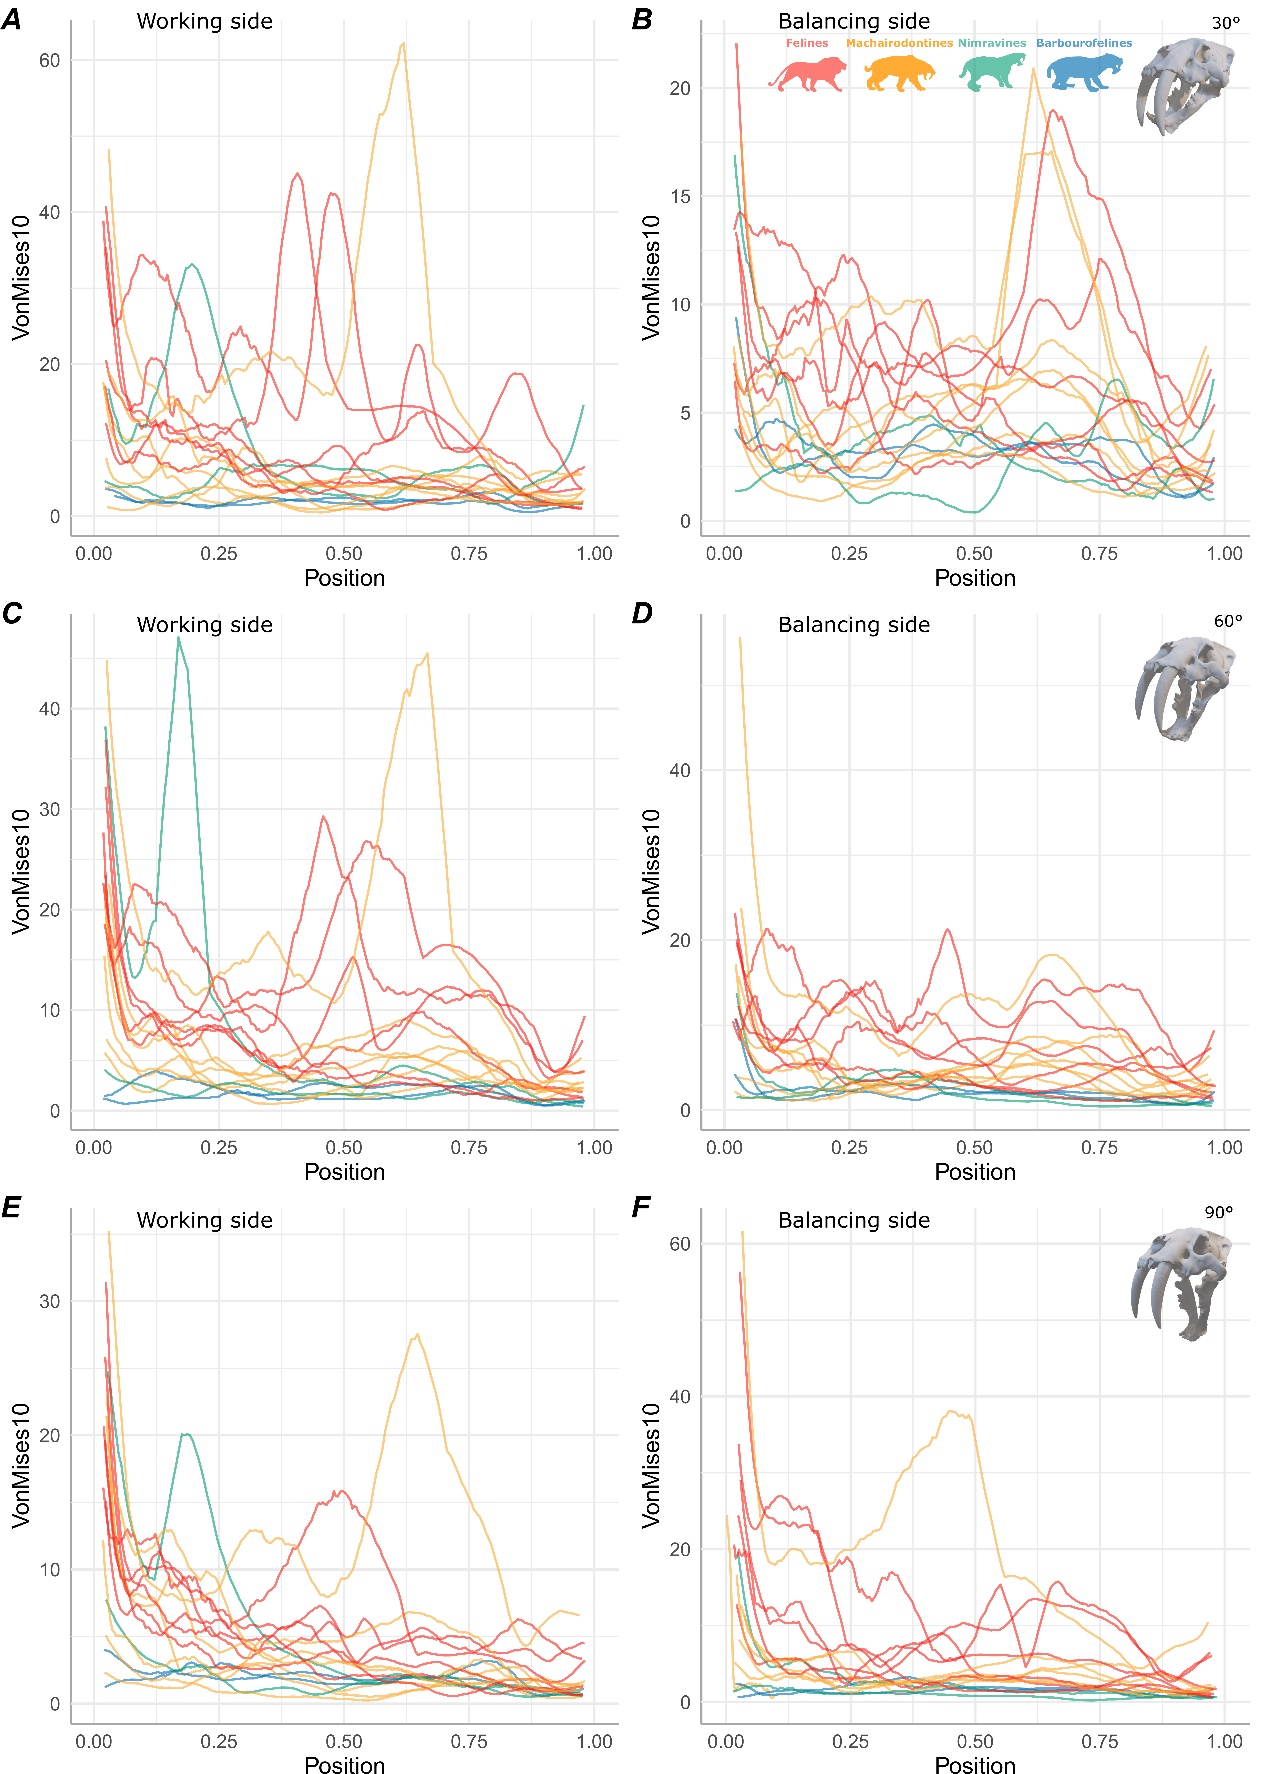 A Working side
60
40
20
0
VonMises10
0.00 0.25 0.50 0.75 1.00
Position
B Balancing side 30°
Felines Machairodontines Nimravines Barbourofelines
20
15
10
5
0
VonMises10
0.00 0.25 0.50 0.75 1.00
Position
C Working side
40
30
20
10
0
VonMises10
0.00 0.25 0.50 0.75 1.00
Position
D Balancing side 60°
40
20
0
VonMises10
0.00 0.25 0.50 0.75 1.00
Position
E Working side
30
20
10
0
VonMises10
0.00 0.25 0.50 0.75 1.00
Position
F Balancing side 90°
60
40
20
0
VonMises10
0.00 0.25 0.50 0.75 1.00
Position